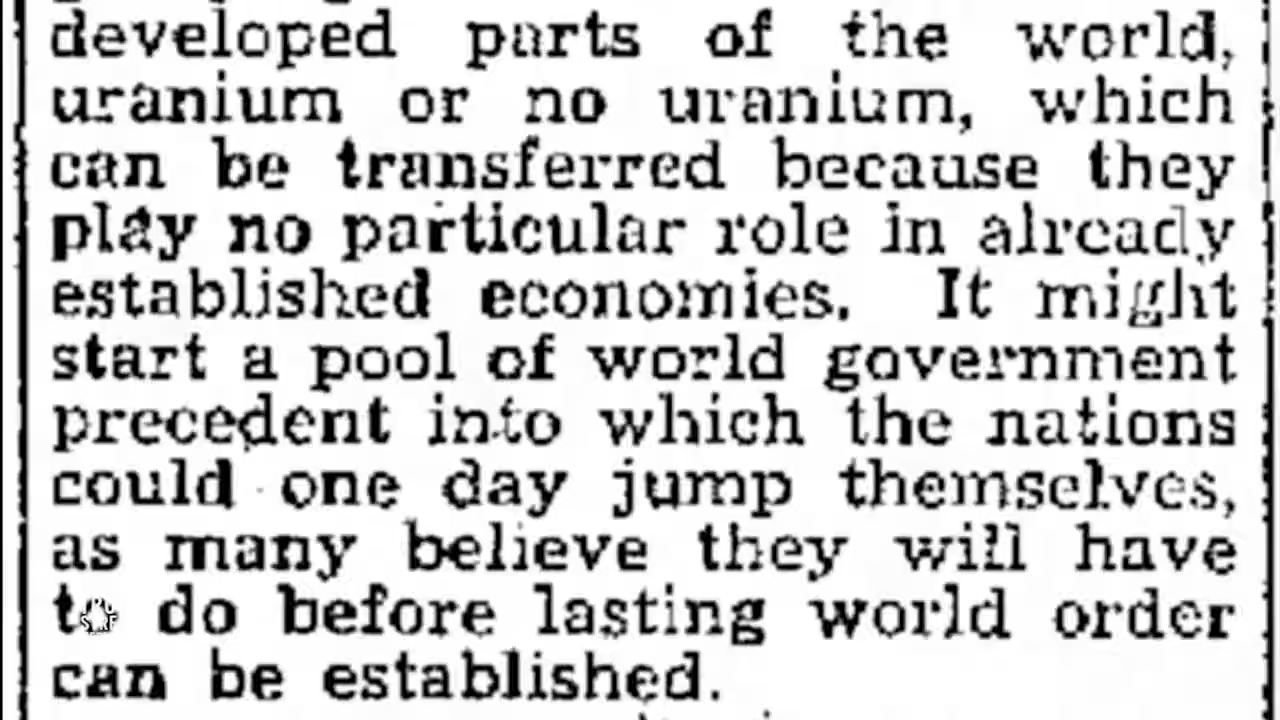 developed parts of the world,
uranium or no uranium, which
can be transferred because they
play no particular role in already
established economies. It might
start a pool of world government
precedent into which the nations
could one day jump themselves,
as many believe they will have
to do before lasting world order
can be established.